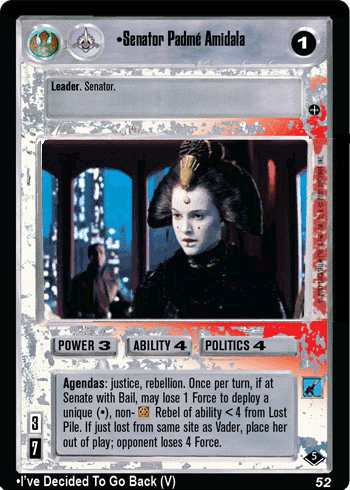 •Senator Padmé Amidala
1
Leader. Senator.
POWER 3
ABILITY 4
POLITICS 4
Agendas: justice, rebellion. Once per turn, if at
Senate with Bail, may lose 1 Force to deploy a
unique (•), non- Rebel of ability < 4 from Lost
Pile. If just lost from same site as Vader, place her
out of play; opponent loses 4 Force.
3
7
5
•I've Decided To Go Back (V)
52